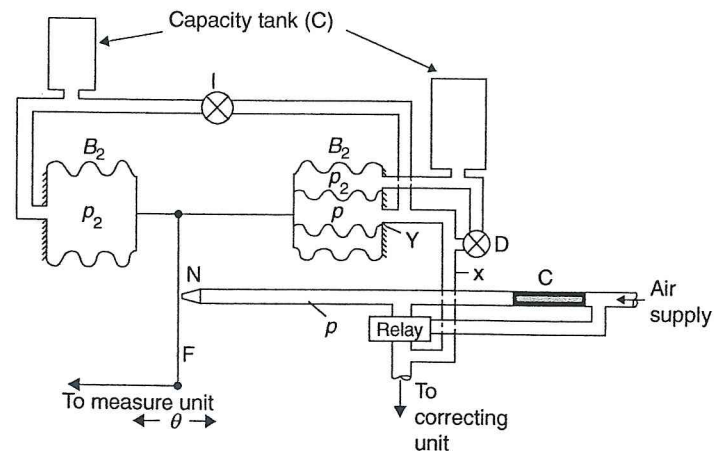 Capacity tank (C)
I
B2
B2
p2
p2
p
Y
D
N
x
C
Air
supply
p
Relay
F
To measure unit
θ
To
correcting
unit